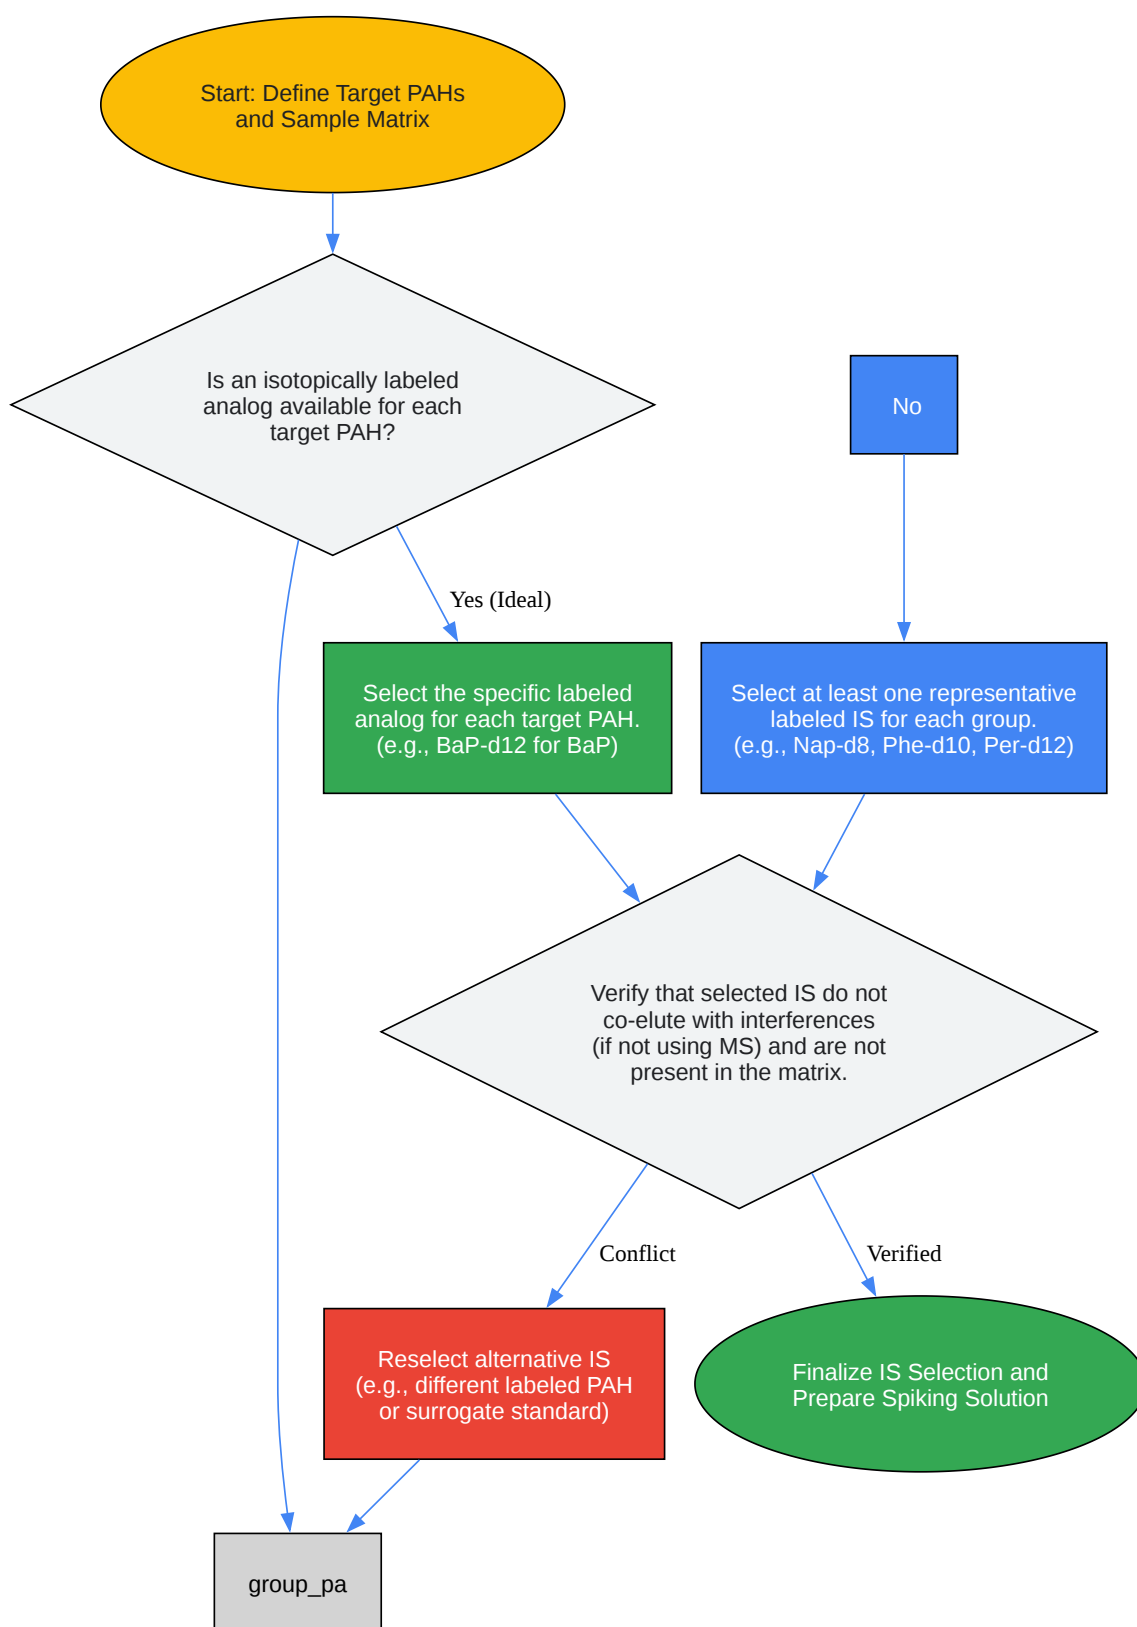 Start: Define Target PAHs
and Sample Matrix
Is an isotopically labeled
analog available for each
target PAH?
No
Yes (Ideal)
Select the specific labeled
analog for each target PAH.
(e.g., BaP-d12 for BaP)
Select at least one representative
labeled IS for each group.
(e.g., Nap-d8, Phe-d10, Per-d12)
Verify that selected IS do not
co-elute with interferences
(if not using MS) and are not
present in the matrix.
Conflict
Verified
Reselect alternative IS
(e.g., different labeled PAH
or surrogate standard)
Finalize IS Selection and
Prepare Spiking Solution
group_pa